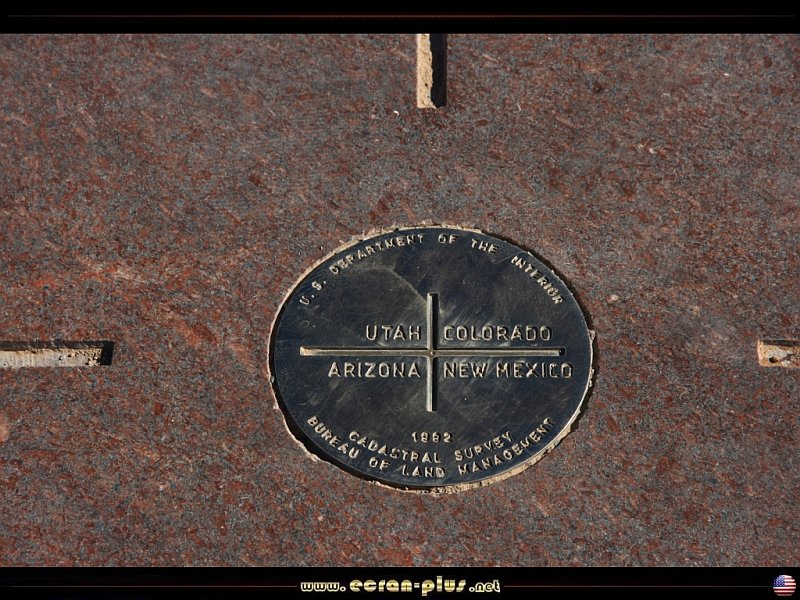 U. S. DEPARTMENT OF THE INTERIOR
UTAH COLORADO
ARIZONA NEW MEXICO
1992
CADASTRAL SURVEY
BUREAU OF LAND MANAGEMENT
www.ecran-plus.net